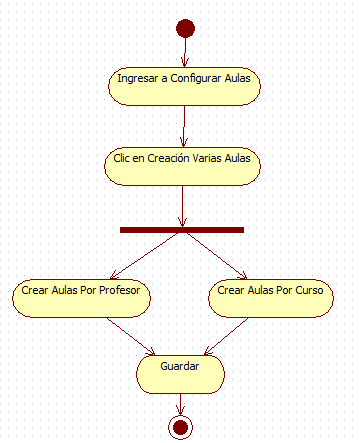 Ingresar a Configurar Aulas
Clic en Creación Varias Aulas
Crear Aulas Por Profesor
Crear Aulas Por Curso
Guardar